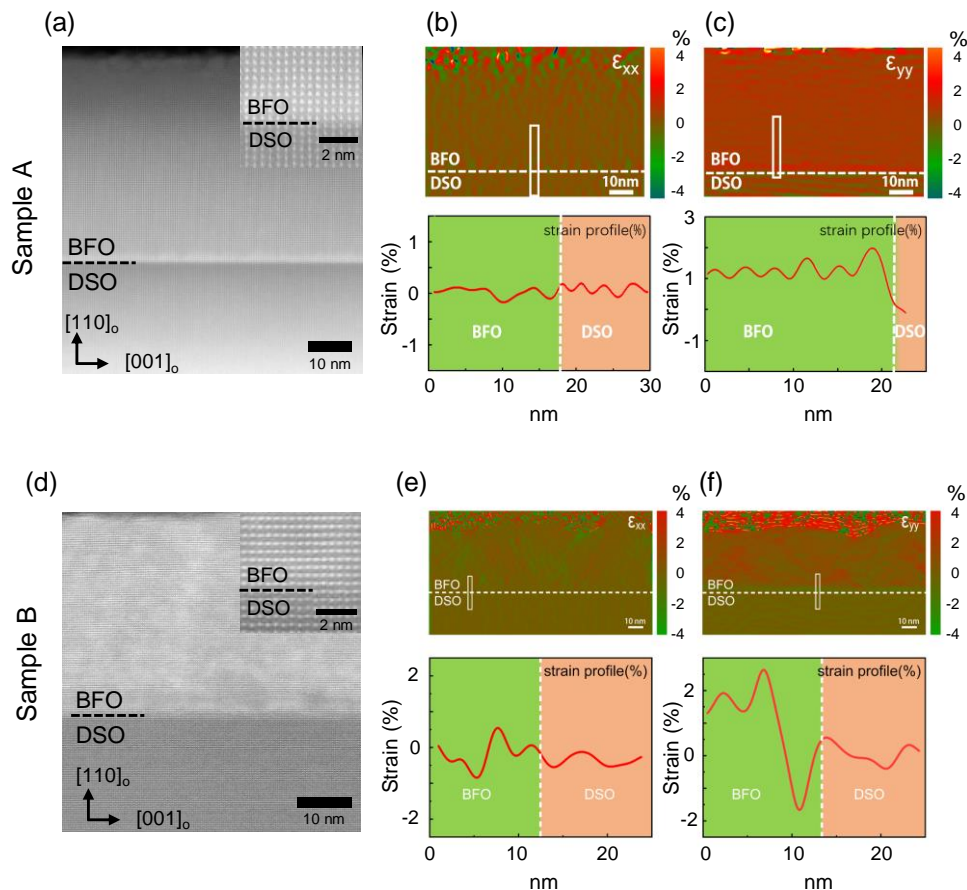 (a)
Sample A
BFO
DSO
2 nm
BFO
DSO
[110]o
[001]o
10 nm
(b)
%
εxx
4
2
0
-2
-4
BFO
DSO
10nm
strain profile(%)
Strain (%)
1
0
-1
BFO
DSO
0 10 20 30
nm
(c)
%
εyy
4
2
0
-2
-4
BFO
DSO
10nm
strain profile(%)
Strain (%)
3
1
-1
BFO
DSO
0 10 20
nm
(d)
Sample B
BFO
DSO
2 nm
BFO
DSO
[110]o
[001]o
10 nm
(e)
%
εxx
4
2
0
-2
-4
BFO
DSO
10 nm
strain profile(%)
Strain (%)
2
0
-2
BFO
DSO
0 10 20
nm
(f)
%
εyy
4
2
0
-2
-4
BFO
DSO
10 nm
strain profile(%)
Strain (%)
2
0
-2
BFO
DSO
0 10 20
nm